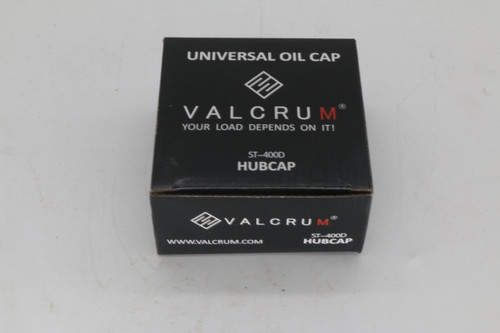 UNIVERSAL OIL CAP
VALCRUM®
YOUR LOAD DEPENDS ON IT!
ST-400D
HUBCAP
VALCRUM®
WWW.VALCRUM.COM
ST-400D
HUBCAP